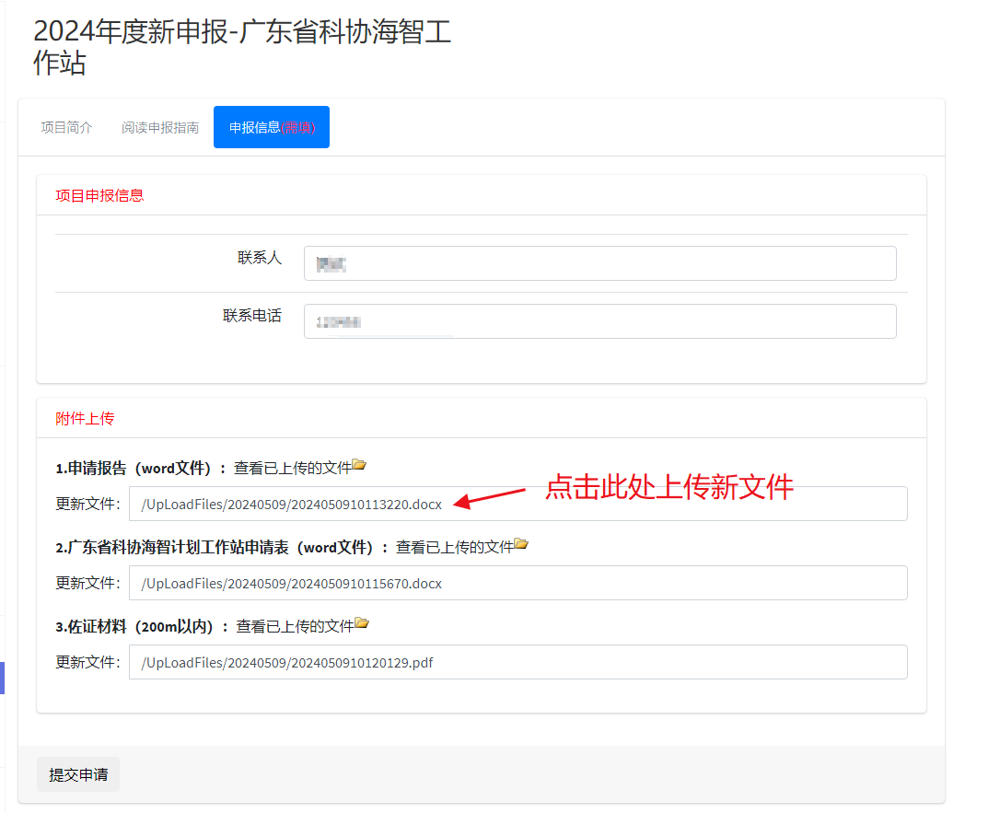 2024年度新申报-广东省科协海智工
作站
项目简介 阅读申报指南 申报信息(需填)
项目申报信息
联系人
联系电话
附件上传
1.申请报告（word文件）：查看已上传的文件
点击此处上传新文件
更新文件： /UpLoadFiles/20240509/2024050910113220.docx
2.广东省科协海智计划工作站申请表（word文件）：查看已上传的文件
更新文件： /UpLoadFiles/20240509/2024050910115670.docx
3.佐证材料（200m以内）：查看已上传的文件
更新文件： /UpLoadFiles/20240509/2024050910120129.pdf
提交申请